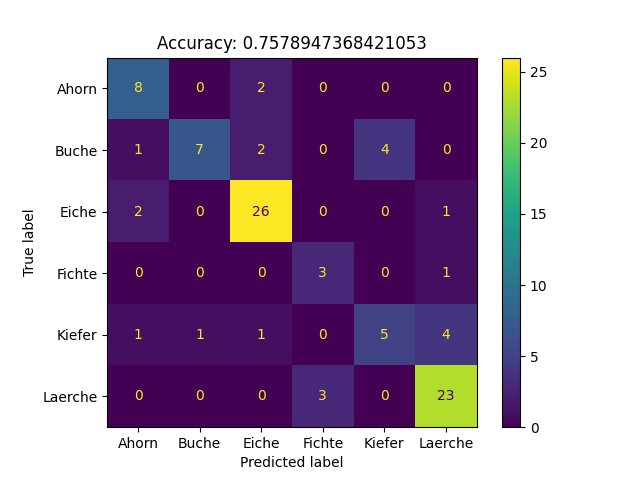 Accuracy: 0.7578947368421053
Ahorn 8 0 2 0 0 0
Buche 1 7 2 0 4 0
Eiche 2 0 26 0 0 1
Fichte 0 0 0 3 0 1
Kiefer 1 1 1 0 5 4
Laerche 0 0 0 3 0 23
Ahorn Buche Eiche Fichte Kiefer Laerche
Predicted label
True label
25
20
15
10
5
0